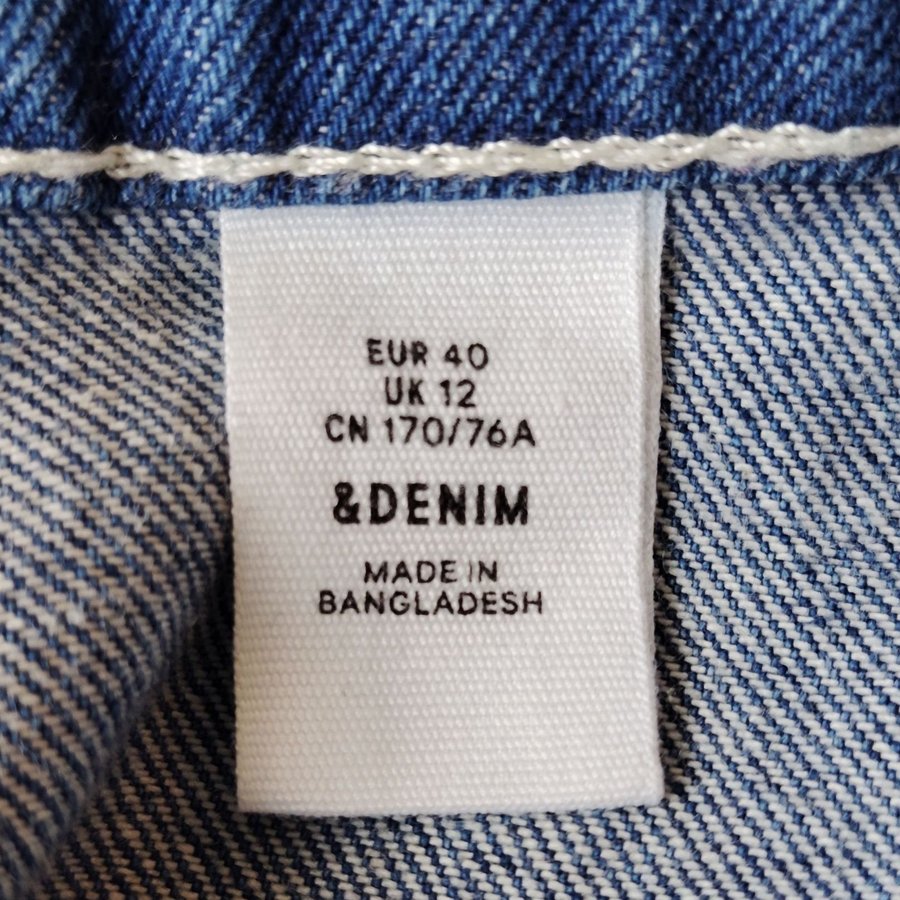 EUR 40
UK 12
CN 170/76A
&DENIM
MADE IN
BANGLADESH